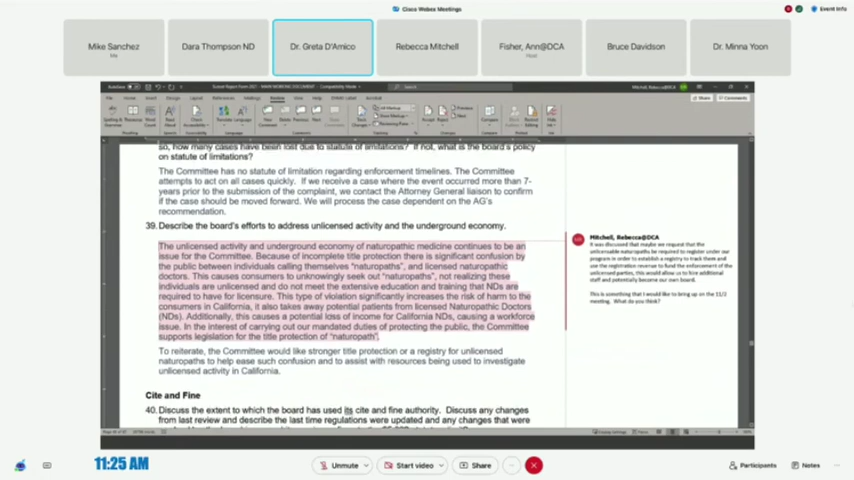 Cisco Webex Meetings
Event Info
Mike Sanchez
Me
Dara Thompson ND
Dr. Greta D'Amico
Rebecca Mitchell
Fisher, Ann@DCA
Host
Bruce Davidson
Dr. Minna Yoon
Share
Comments
so, how many cases have been lost due to statute of limitations? If not, what is the board's policy
on statute of limitations?
The Committee has no statute of limitation regarding enforcement timelines. The Committee
attempts to act on all cases quickly. If we receive a case where the event occurred more than 7-
years prior to the submission of the complaint, we contact the Attorney General liaison to confirm
if the case should be moved forward. We will process the case dependent on the AG's
recommendation.
39. Describe the board's efforts to address unlicensed activity and the underground economy.
The unlicensed activity and underground economy of naturopathic medicine continues to be an
issue for the Committee. Because of incomplete title protection there is significant confusion by
the public between individuals calling themselves "naturopaths", and licensed naturopathic
doctors. This causes consumers to unknowingly seek out "naturopaths", not realizing these
individuals are unlicensed and do not meet the extensive education and training that NDs are
required to have for licensure. This type of violation significantly increases the risk of harm to the
consumers in California, it also takes away potential patients from licensed Naturopathic Doctors
(NDs). Additionally, this causes a potential loss of income for California NDs, causing a workforce
issue. In the interest of carrying out our mandated duties of protecting the public, the Committee
supports legislation for the title protection of "naturopath".
To reiterate, the Committee would like stronger title protection or a registry for unlicensed
naturopaths to help ease such confusion and to assist with resources being used to investigate
unlicensed activity in California.
Cite and Fine
40. Discuss the extent to which the board has used its cite and fine authority. Discuss any changes
from last review and describe the last time regulations were updated and any changes that were
Mitchell, Rebecca@DCA
It was discussed that maybe we request that the
naturopaths be required to register under our
program in order to establish a registry to track them and
use the registration revenue to fund the enforcement of the
unlicensed parties, this would allow us to hire additional
staff and potentially become our own board.
This is something that I would like to bring up on the 11/2
meeting. What do you think?
11:25 AM
Unmute
Start video
Share
Participants
Notes